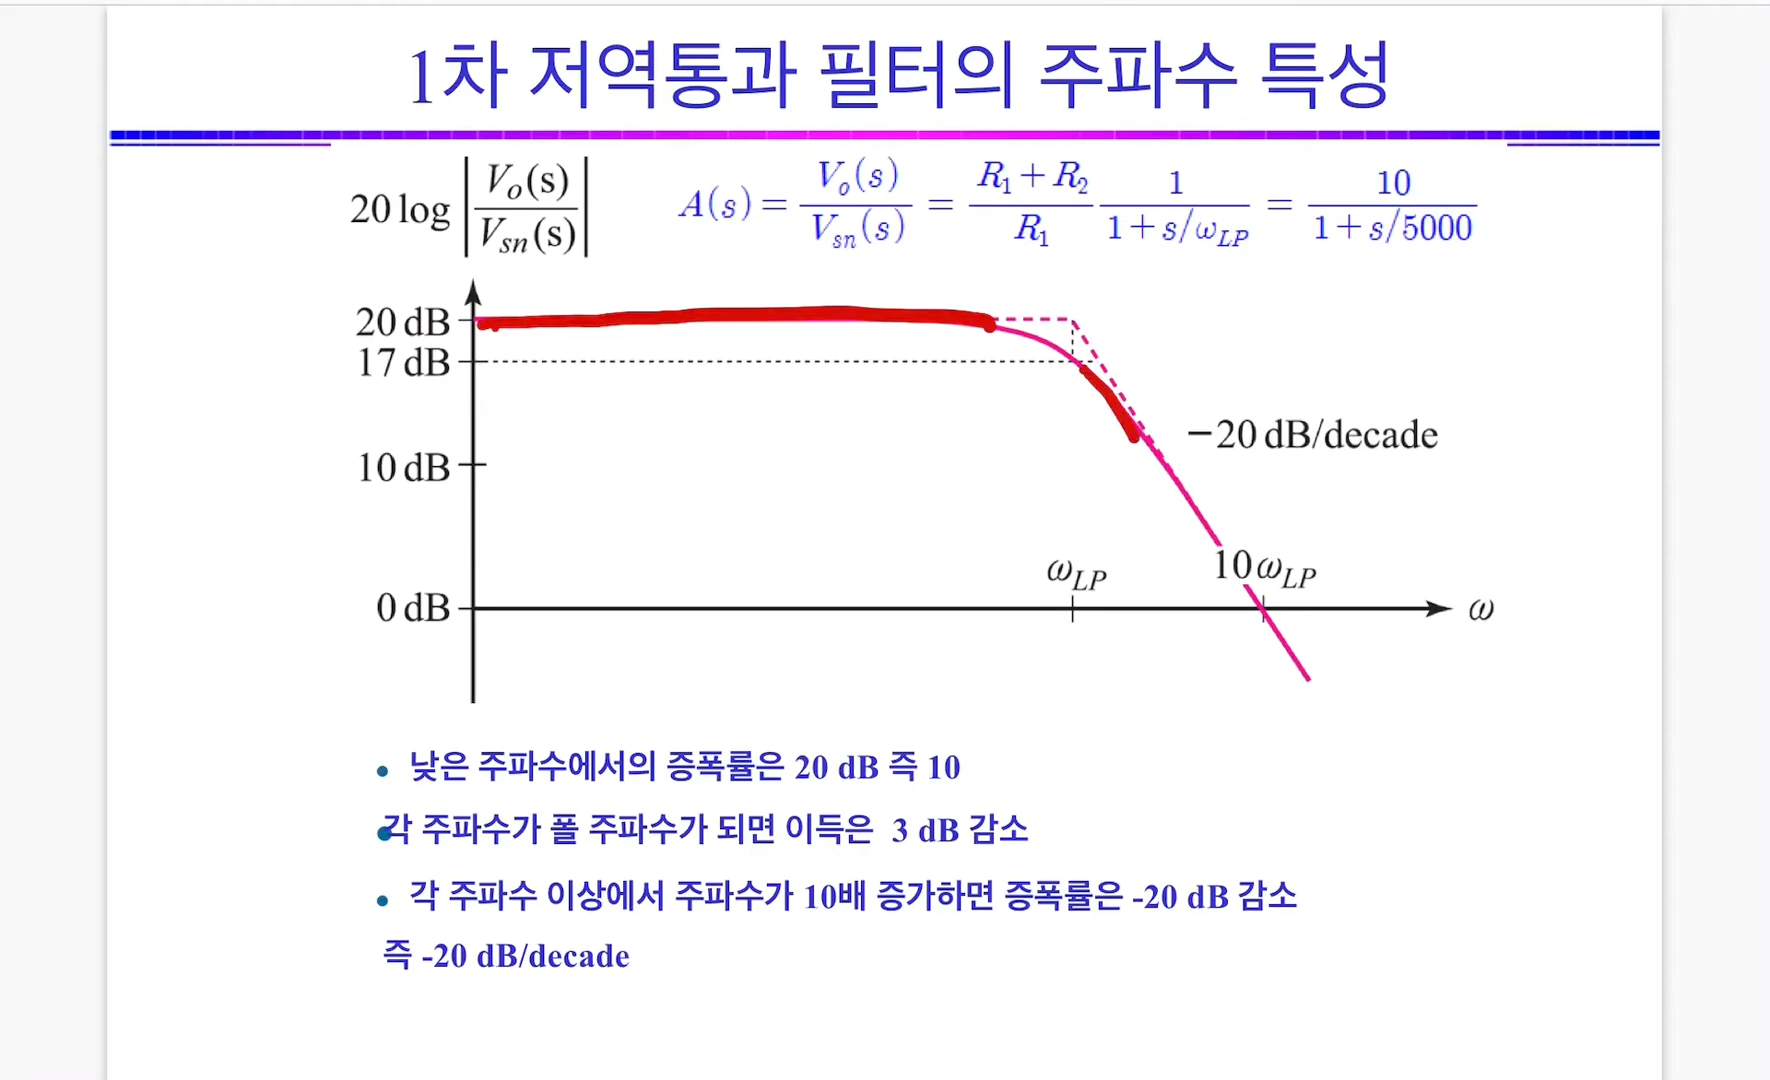 1차 저역통과 필터의 주파수 특성
20 log |Vo(s)/Vsn(s)|
A(s) = Vo(s)/Vsn(s) = (R1+R2)/R1 1/(1+s/ωLP) = 10/(1+s/5000)
20 dB
17 dB
−20 dB/decade
10 dB
ωLP
10ωLP
0 dB
ω
• 낮은 주파수에서의 증폭률은 20 dB 즉 10
•각 주파수가 폴 주파수가 되면 이득은 3 dB 감소
• 각 주파수 이상에서 주파수가 10배 증가하면 증폭률은 -20 dB 감소
즉 -20 dB/decade